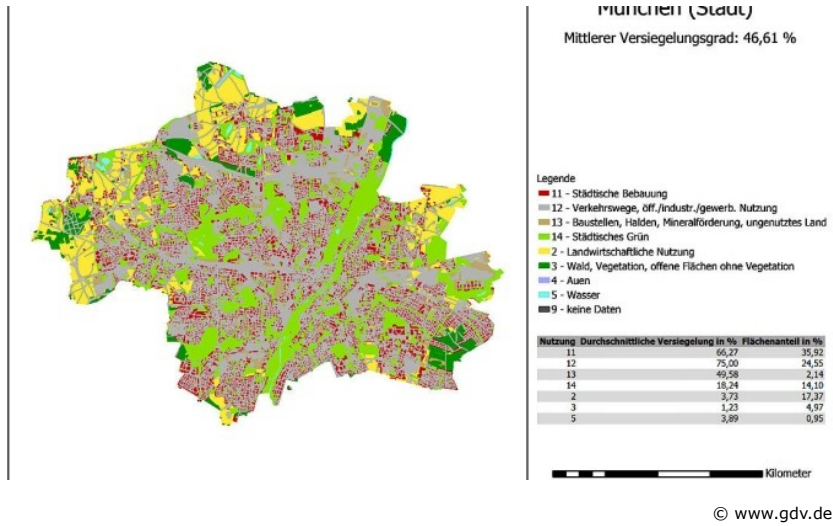 München (Stadt)
Mittlerer Versiegelungsgrad: 46,61 %
Legende
11 - Städtische Bebauung
12 - Verkehrswege, öff./industr./gewerb. Nutzung
13 - Baustellen, Halden, Mineralförderung, ungenutztes Land
14 - Städtisches Grün
2 - Landwirtschaftliche Nutzung
3 - Wald, Vegetation, offene Flächen ohne Vegetation
4 - Auen
5 - Wasser
9 - keine Daten
Nutzung Durchschnittliche Versiegelung in % Flächenanteil in %
11 66,27 35,92
12 75,00 24,55
13 49,58 2,14
14 18,24 14,10
2 3,73 17,37
3 1,23 4,97
5 3,89 0,95
Kilometer
© www.gdv.de